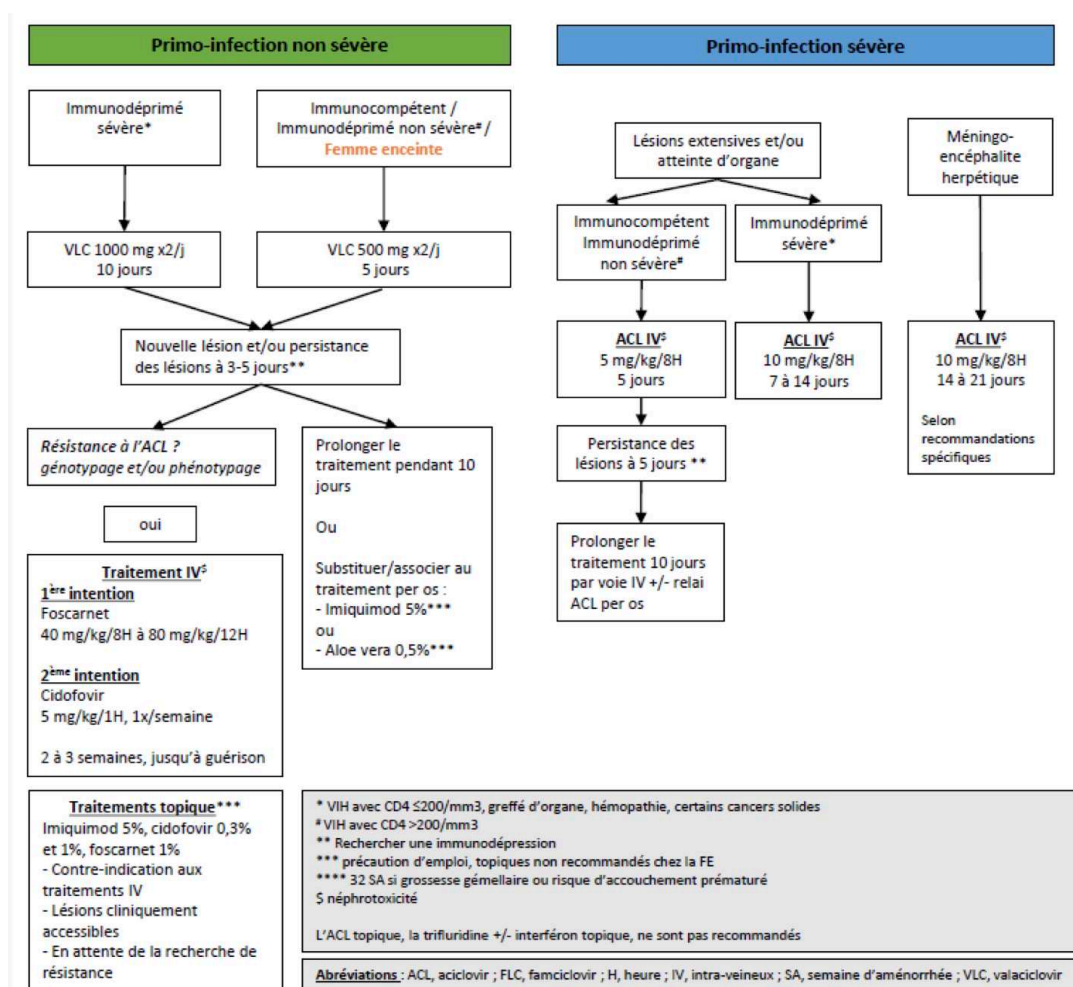 Primo-infection non sévère
Immunodéprimé
sévère*
Immunocompétent /
Immunodéprimé non sévère# /
Femme enceinte
VLC 1000 mg x2/j
10 jours
VLC 500 mg x2/j
5 jours
Nouvelle lésion et/ou persistance
des lésions à 3-5 jours**
Résistance à l'ACL ?
génotypage et/ou phénotypage
oui
Traitement IV$
1ère intention
Foscarnet
40 mg/kg/8H à 80 mg/kg/12H
2ème intention
Cidofovir
5 mg/kg/1H, 1x/semaine
2 à 3 semaines, jusqu'à guérison
Prolonger le
traitement pendant 10
jours
Ou
Substituer/associer au
traitement per os :
- Imiquimod 5%***
ou
- Aloe vera 0,5%***
Traitements topique***
Imiquimod 5%, cidofovir 0,3%
et 1%, foscarnet 1%
- Contre-indication aux
traitements IV
- Lésions cliniquement
accessibles
- En attente de la recherche de
résistance
Primo-infection sévère
Lésions extensives et/ou
atteinte d'organe
Méningo-
encéphalite
herpétique
Immunocompétent
Immunodéprimé
non sévère#
Immunodéprimé
sévère*
ACL IV$
5 mg/kg/8H
5 jours
ACL IV$
10 mg/kg/8H
7 à 14 jours
ACL IV$
10 mg/kg/8H
14 à 21 jours
Selon
recommandations
spécifiques
Persistance des
lésions à 5 jours **
Prolonger le
traitement 10 jours
par voie IV +/- relai
ACL per os
* VIH avec CD4 ≤200/mm3, greffé d'organe, hémopathie, certains cancers solides
# VIH avec CD4 >200/mm3
** Rechercher une immunodépression
*** précaution d'emploi, topiques non recommandés chez la FE
**** 32 SA si grossesse gémellaire ou risque d'accouchement prématuré
$ néphrotoxicité
L'ACL topique, la trifluridine +/- interféron topique, ne sont pas recommandés
Abréviations : ACL, aciclovir ; FLC, famciclovir ; H, heure ; IV, intra-veineux ; SA, semaine d'aménorrhée ; VLC, valaciclovir